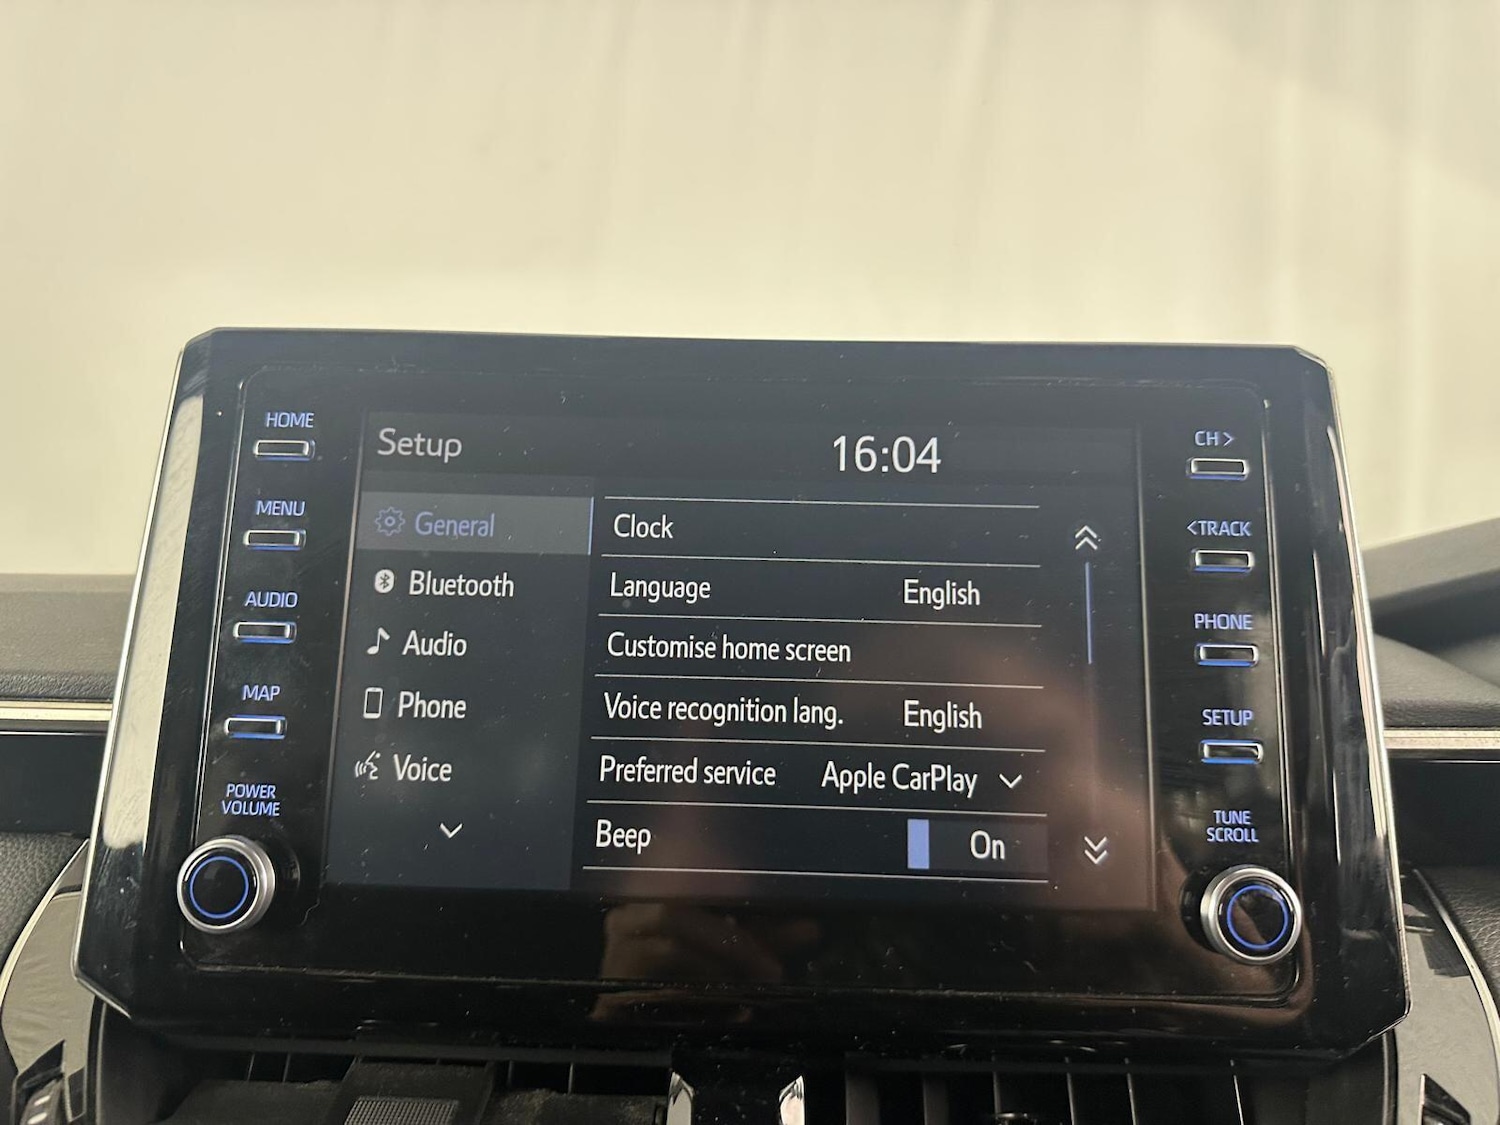 HOME
MENU
AUDIO
MAP
POWER
VOLUME
Setup
16:04
General
Bluetooth
Audio
Phone
Voice
Clock
Language English
Customise home screen
Voice recognition lang. English
Preferred service Apple CarPlay
Beep On
CH >
<TRACK
PHONE
SETUP
TUNE
SCROLL